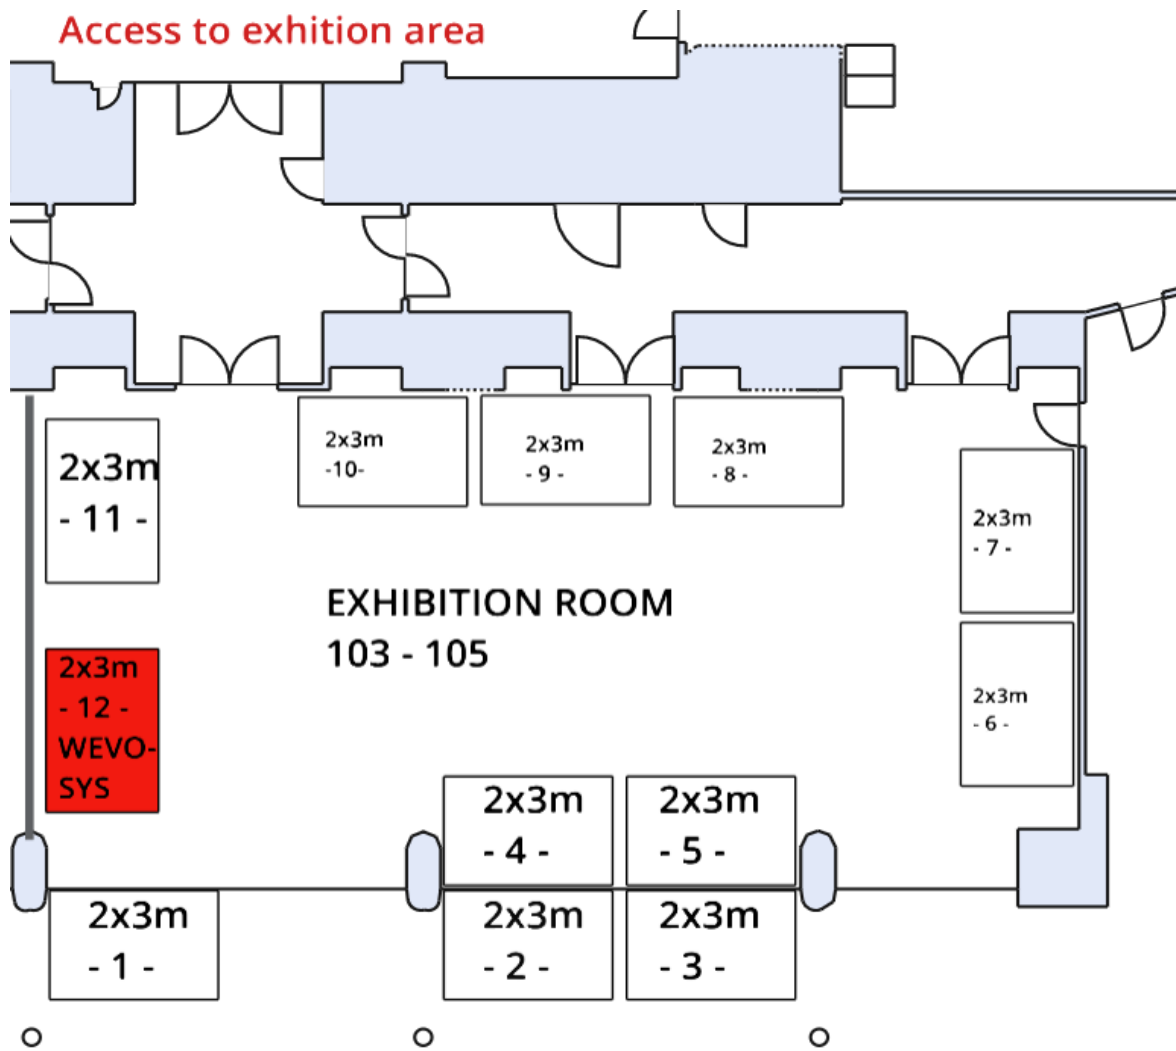 Access to exhition area
2x3m
-10-
2x3m
- 9 -
2x3m
- 8 -
2x3m
- 11 -
2x3m
- 7 -
EXHIBITION ROOM
103 - 105
2x3m
- 12 -
WEVO-
SYS
2x3m
- 6 -
2x3m
- 4 -
2x3m
- 5 -
2x3m
- 1 -
2x3m
- 2 -
2x3m
- 3 -